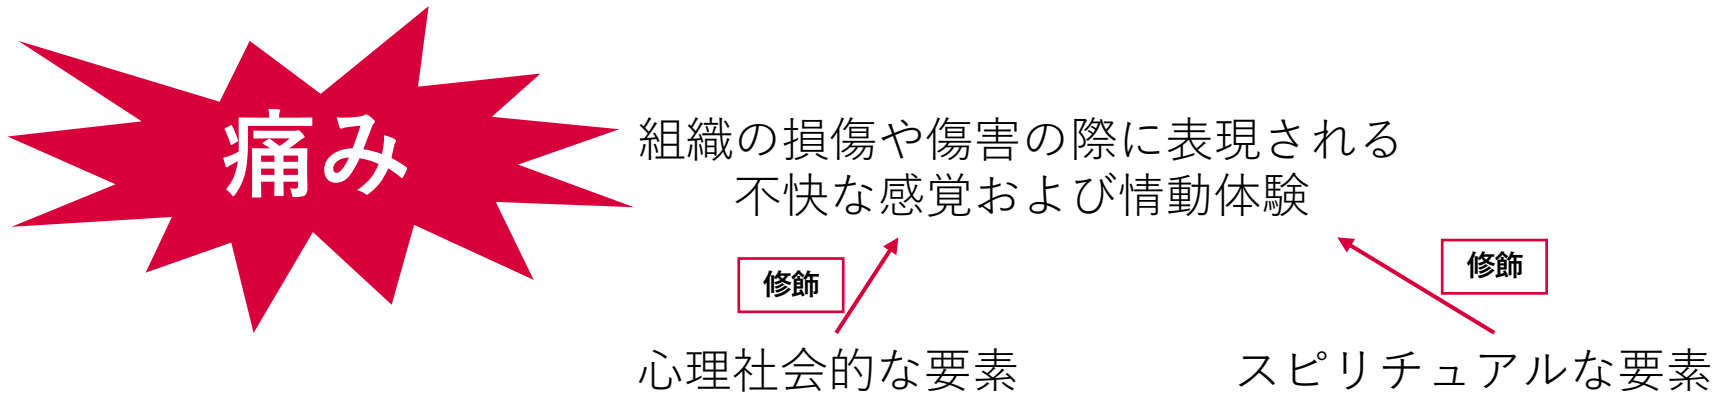 痛み
組織の損傷や傷害の際に表現される
不快な感覚および情動体験
修飾
修飾
心理社会的な要素
スピリチュアルな要素